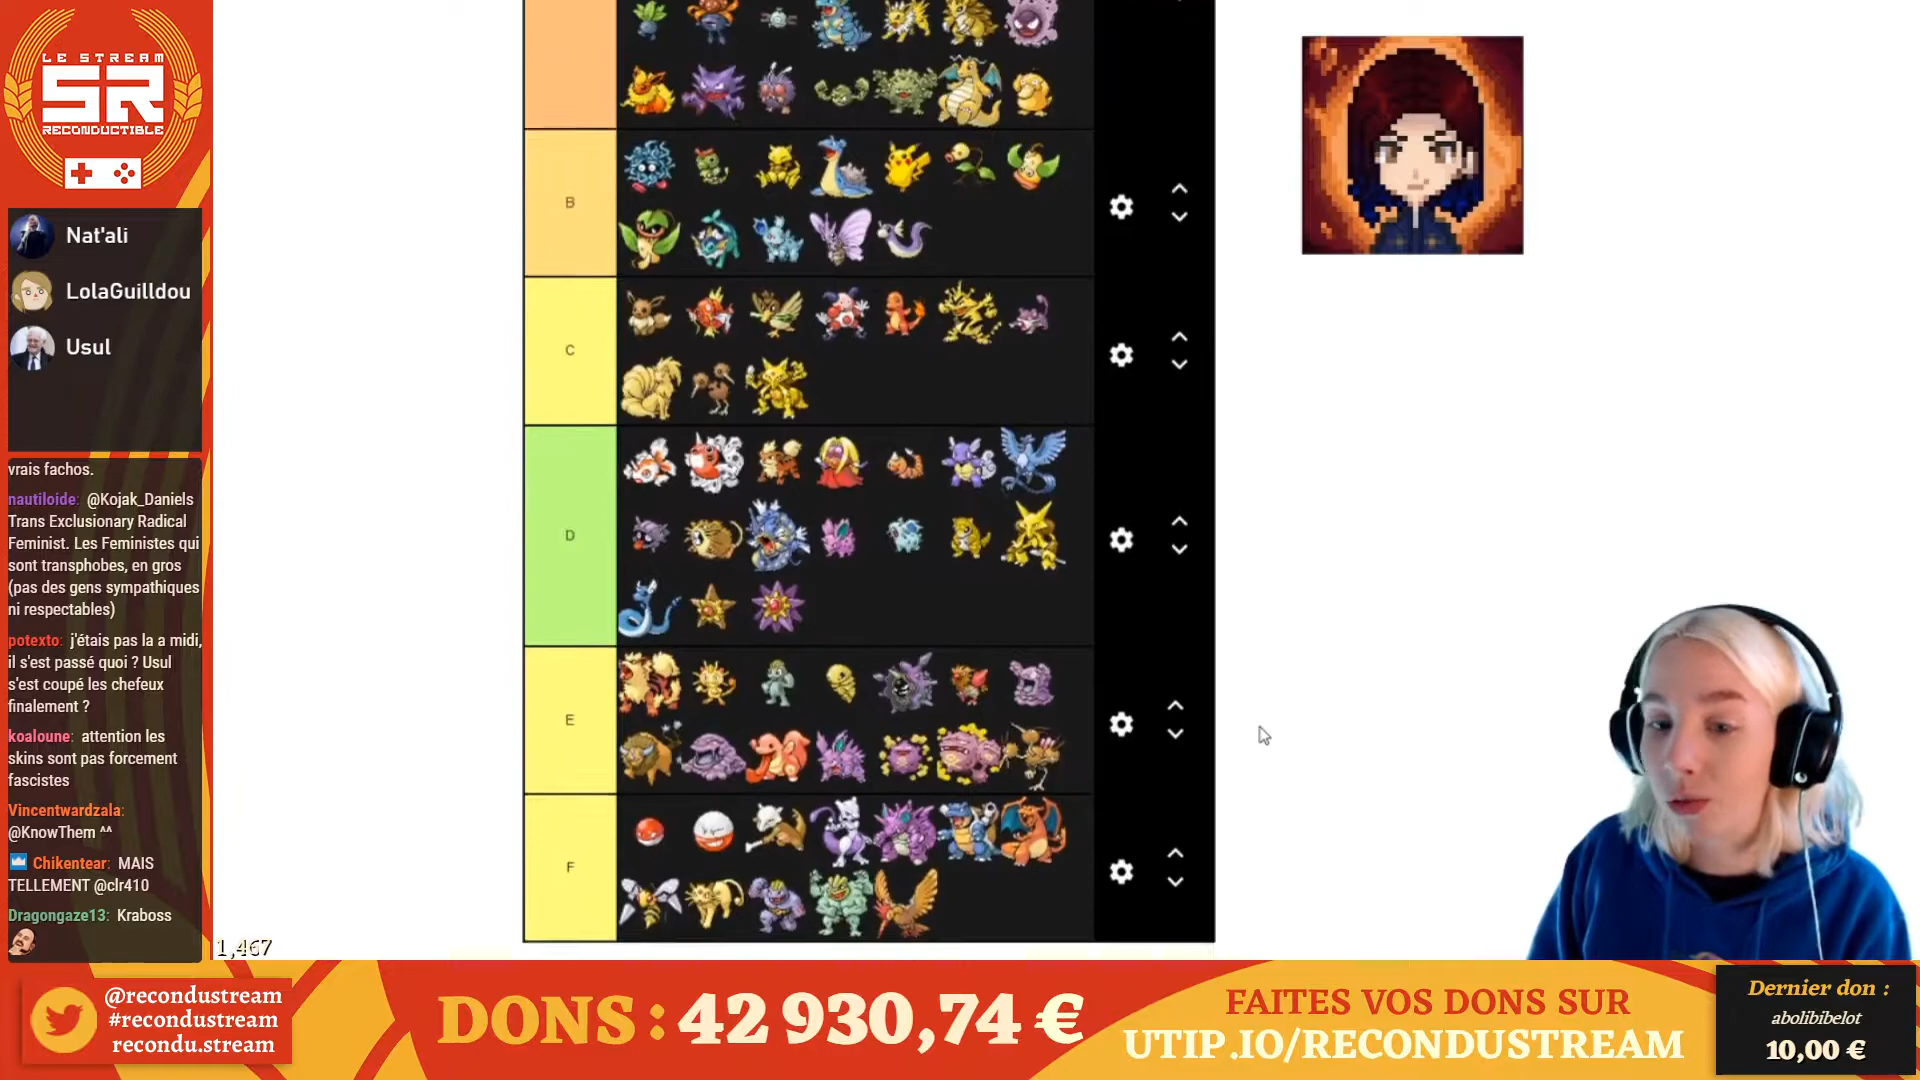 LE STREAM
SR
RECONDUCTIBLE
Nat'ali
LolaGuilldou
Usul
vrais fachos.
nautiloide: @Kojak_Daniels
Trans Exclusionary Radical
Feminist. Les Feministes qui
sont transphobes, en gros
(pas des gens sympathiques
ni respectables)
potexto: j'étais pas la a midi,
il s'est passé quoi ? Usul
s'est coupé les chefeux
finalement ?
koaloune: attention les
skins sont pas forcement
fascistes
Vincentwardzala:
@KnowThem ^^
Chikentear: MAIS
TELLEMENT @clr410
Dragongaze13: Kraboss
1,467
B
C
D
E
F
@recondustream
#recondustream
recondu.stream
DONS : 42 930,74 €
FAITES VOS DONS SUR
UTIP.IO/RECONDUSTREAM
Dernier don :
abolibibelot
10,00 €